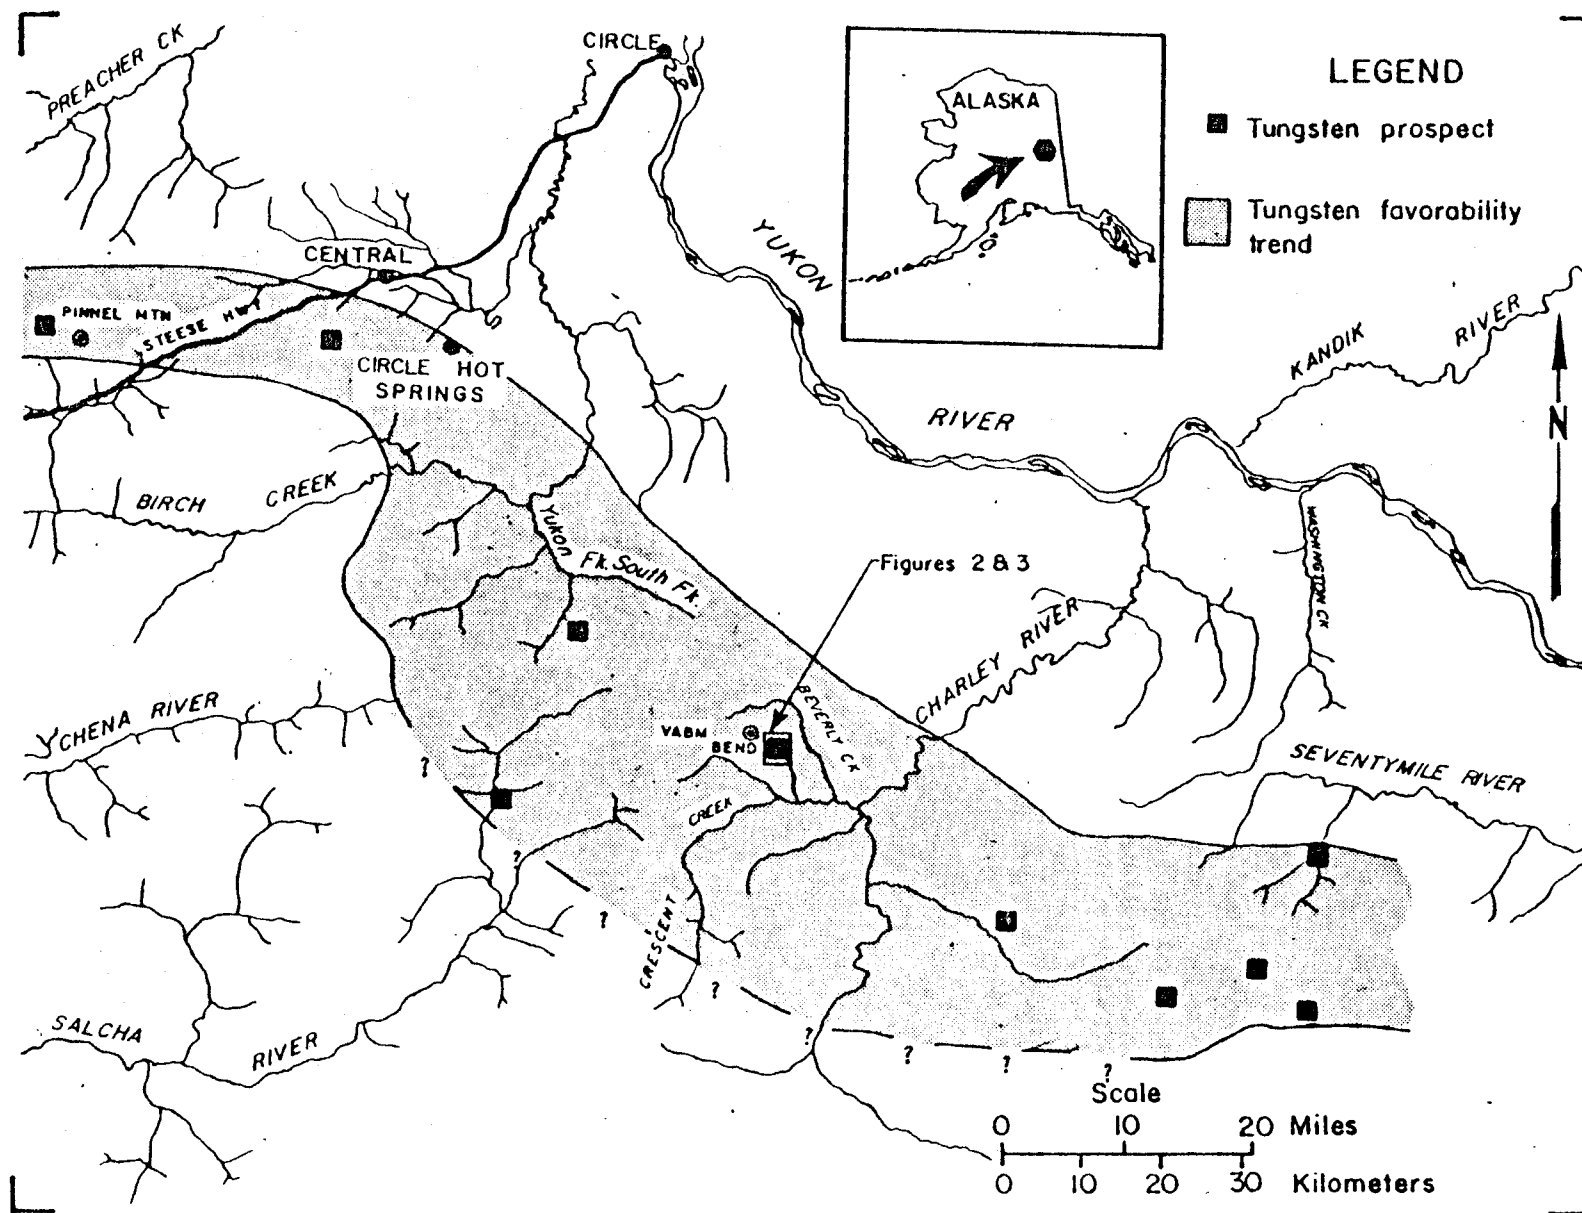 PREACHER CK
CIRCLE
ALASKA
LEGEND
Tungsten prospect
Tungsten favorability
trend
YUKON
RIVER
CENTRAL
PINNEL MTN
STEESE HWY
CIRCLE HOT
SPRINGS
KANDIK RIVER
N
BIRCH CREEK
Yukon
Fk.
South Fk.
Figures 2 & 3
WASHINGTON CK
CHENA RIVER
CHARLEY RIVER
BEVERLY CK
VABM
BEND
SEVENTYMILE RIVER
?
CRESCENT CREEK
?
?
?
?
?
?
?
SALCHA RIVER
Scale
0 10 20 Miles
0 10 20 30 Kilometers